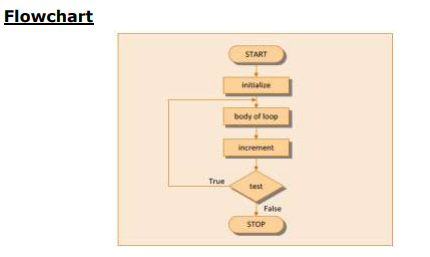 Flowchart
START
initialize
body of loop
increment
True
test
False
STOP